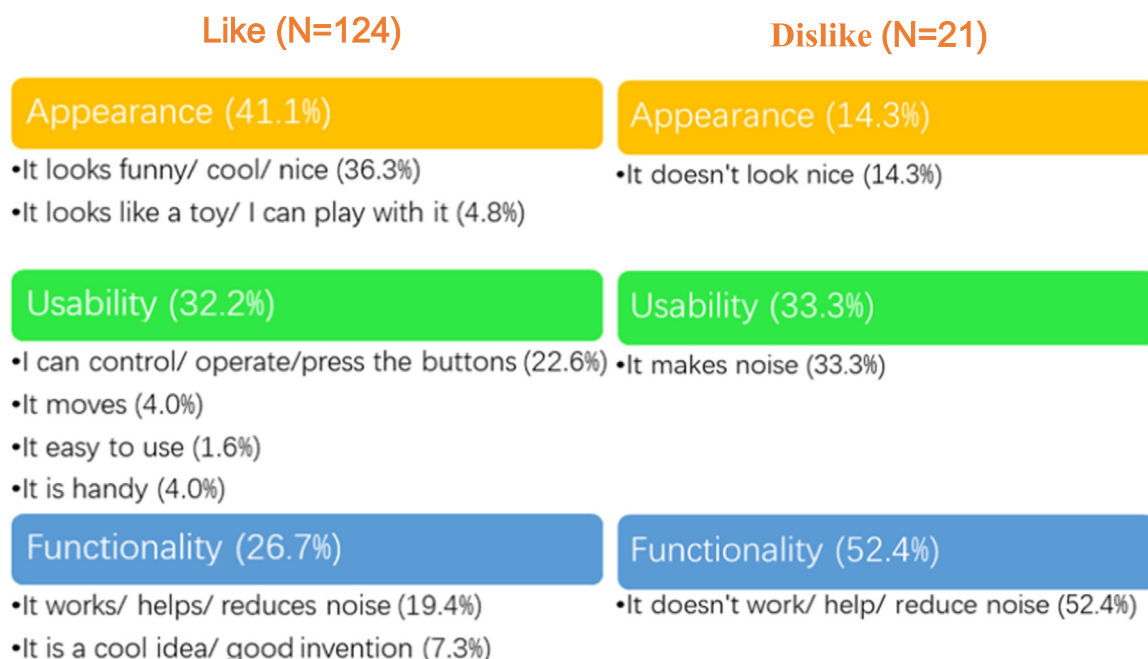 Like (N=124)
Appearance (41.1%)
•It looks funny/ cool/ nice (36.3%)
•It looks like a toy/ I can play with it (4.8%)
Usability (32.2%)
•I can control/ operate/press the buttons (22.6%)
•It moves (4.0%)
•It easy to use (1.6%)
•It is handy (4.0%)
Functionality (26.7%)
•It works/ helps/ reduces noise (19.4%)
•It is a cool idea/ good invention (7.3%)
Dislike (N=21)
Appearance (14.3%)
•It doesn't look nice (14.3%)
Usability (33.3%)
•It makes noise (33.3%)
Functionality (52.4%)
•It doesn't work/ help/ reduce noise (52.4%)